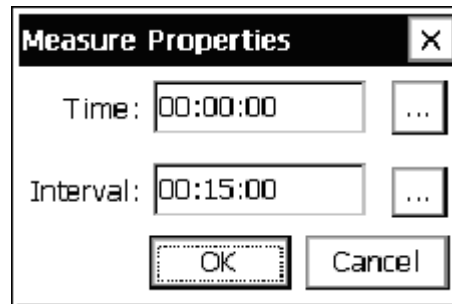 Measure Properties
Time: 00:00:00 ...
Interval: 00:15:00 ...
OK Cancel